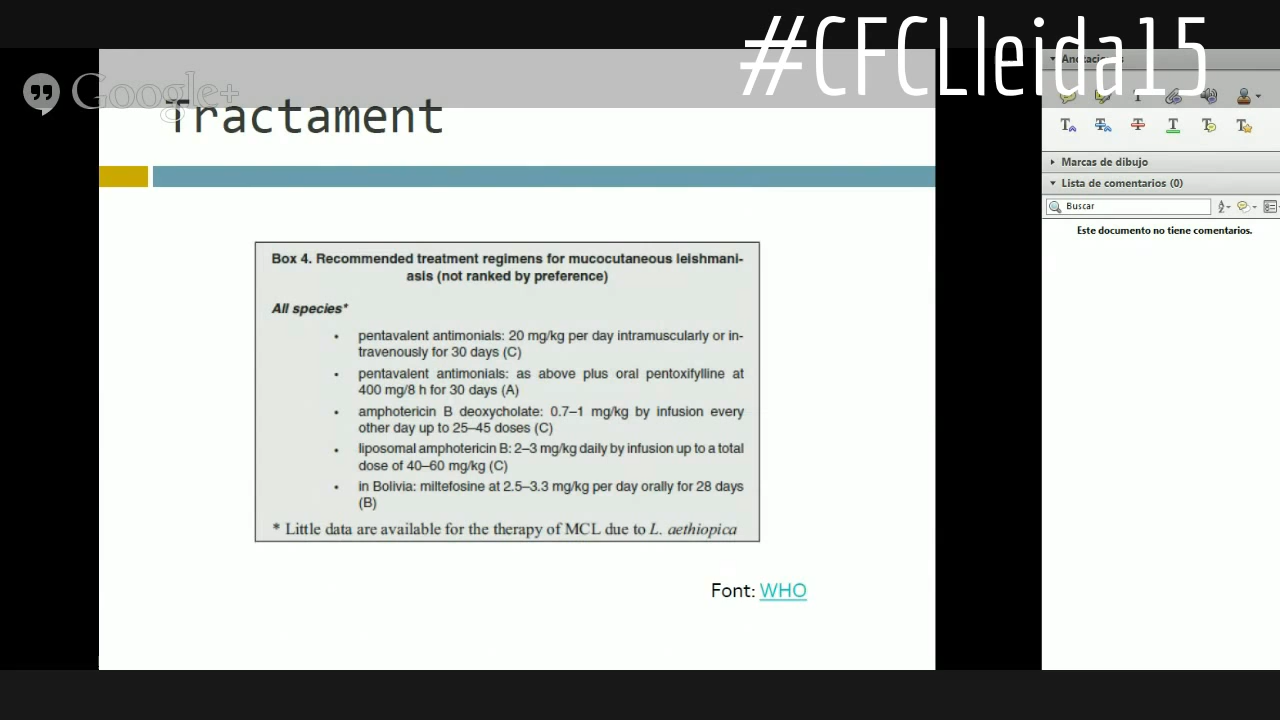 #CFCLleida15
Google+
Tractament
Box 4. Recommended treatment regimens for mucocutaneous leishmani-
asis (not ranked by preference)
All species*
• pentavalent antimonials: 20 mg/kg per day intramuscularly or in-
travenously for 30 days (C)
• pentavalent antimonials: as above plus oral pentoxifylline at
400 mg/8 h for 30 days (A)
• amphotericin B deoxycholate: 0.7–1 mg/kg by infusion every
other day up to 25–45 doses (C)
• liposomal amphotericin B: 2–3 mg/kg daily by infusion up to a total
dose of 40–60 mg/kg (C)
• in Bolivia: miltefosine at 2.5–3.3 mg/kg per day orally for 28 days
(B)
* Little data are available for the therapy of MCL due to L. aethiopica
Font: WHO
Marcas de dibujo
Lista de comentarios (0)
Buscar
Este documento no tiene comentarios.